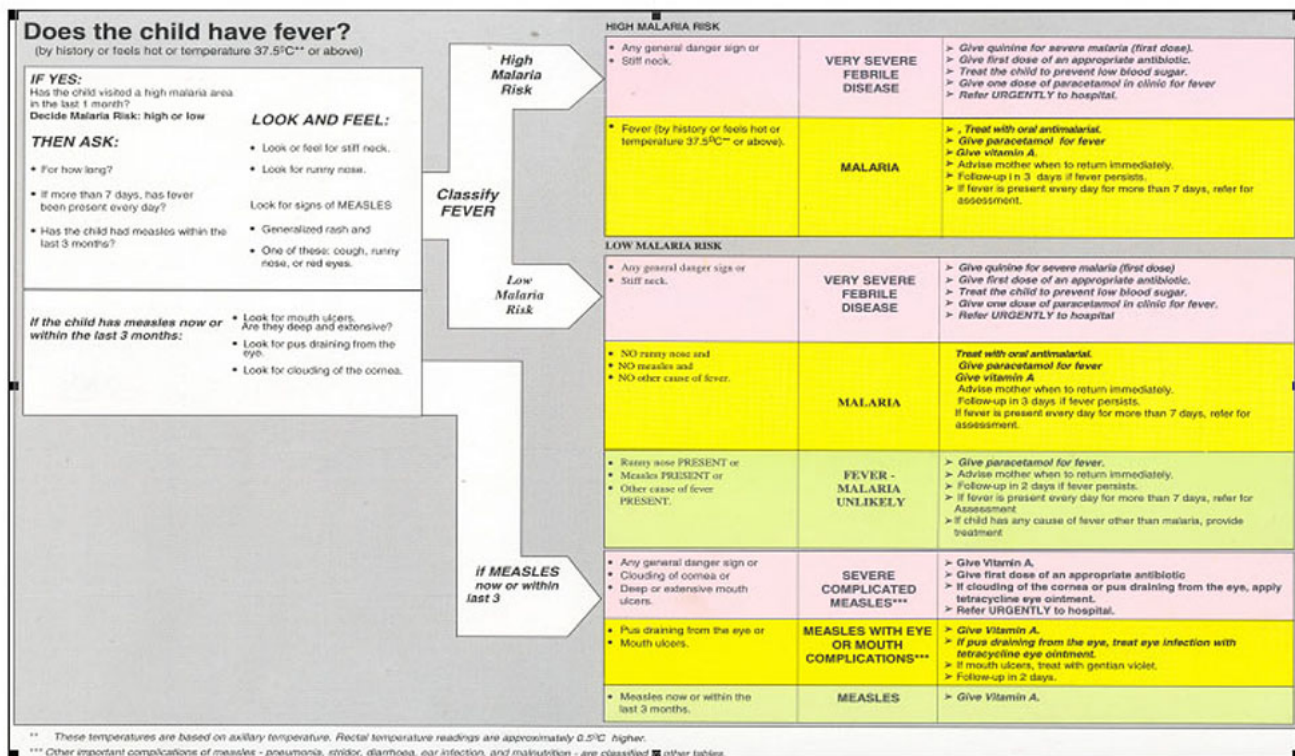 Does the child have fever?
(by history or feels hot or temperature 37.5ºC** or above)
IF YES:
Has the child visited a high malaria area
in the last 1 month?
Decide Malaria Risk: high or low
THEN ASK:
• For how long?
• If more than 7 days, has fever
been present every day?
• Has the child had measles within the
last 3 months?
LOOK AND FEEL:
• Look or feel for stiff neck.
• Look for runny nose.
Look for signs of MEASLES
• Generalized rash and
• One of these: cough, runny
nose, or red eyes.
If the child has measles now or
within the last 3 months:
• Look for mouth ulcers.
Are they deep and extensive?
• Look for pus draining from the
eye.
• Look for clouding of the cornea.
Classify
FEVER
High
Malaria
Risk
Low
Malaria
Risk
if MEASLES
now or within
last 3
HIGH MALARIA RISK
• Any general danger sign or
• Stiff neck.
VERY SEVERE
FEBRILE
DISEASE
➢ Give quinine for severe malaria (first dose).
➢ Give first dose of an appropriate antibiotic.
➢ Treat the child to prevent low blood sugar.
➢ Give one dose of paracetamol in clinic for fever
➢ Refer URGENTLY to hospital.
• Fever (by history or feels hot or
temperature 37.5ºC** or above).
MALARIA
➢ . Treat with oral antimalarial.
➢ Give paracetamol for fever
➢ Give vitamin A.
➢ Advise mother when to return immediately.
➢ Follow-up in 3 days if fever persists.
➢ If fever is present every day for more than 7 days, refer for
assessment.
LOW MALARIA RISK
• Any general danger sign or
• Stiff neck.
VERY SEVERE
FEBRILE
DISEASE
➢ Give quinine for severe malaria (first dose)
➢ Give first dose of an appropriate antibiotic.
➢ Treat the child to prevent low blood sugar.
➢ Give one dose of paracetamol in clinic for fever.
➢ Refer URGENTLY to hospital
• NO runny nose and
• NO measles and
• NO other cause of fever.
MALARIA
Treat with oral antimalarial.
Give paracetamol for fever
Give vitamin A
Advise mother when to return immediately.
Follow-up in 3 days if fever persists.
If fever is present every day for more than 7 days, refer for
assessment.
• Runny nose PRESENT or
• Measles PRESENT or
• Other cause of fever
PRESENT.
FEVER -
MALARIA
UNLIKELY
➢ Give paracetamol for fever.
➢ Advise mother when to return immediately.
➢ Follow-up in 2 days if fever persists.
➢ If fever is present every day for more than 7 days, refer for
Assessment
➢ If child has any cause of fever other than malaria, provide
treatment
• Any general danger sign or
• Clouding of cornea or
• Deep or extensive mouth
ulcers.
SEVERE
COMPLICATED
MEASLES***
➢ Give Vitamin A.
➢ Give first dose of an appropriate antibiotic
➢ If clouding of the cornea or pus draining from the eye, apply
tetracycline eye ointment.
➢ Refer URGENTLY to hospital.
• Pus draining from the eye or
• Mouth ulcers.
MEASLES WITH EYE
OR MOUTH
COMPLICATIONS***
➢ Give Vitamin A.
➢ If pus draining from the eye, treat eye infection with
tetracycline eye ointment.
➢ If mouth ulcers, treat with gentian violet.
➢ Follow-up in 2 days.
• Measles now or within the
last 3 months.
MEASLES
➢ Give Vitamin A.
** These temperatures are based on axillary temperature. Rectal temperature readings are approximately 0.5ºC higher.
*** Other important complications of measles - pneumonia, stridor, diarrhoea, ear infection, and malnutrition - are classified other tables.